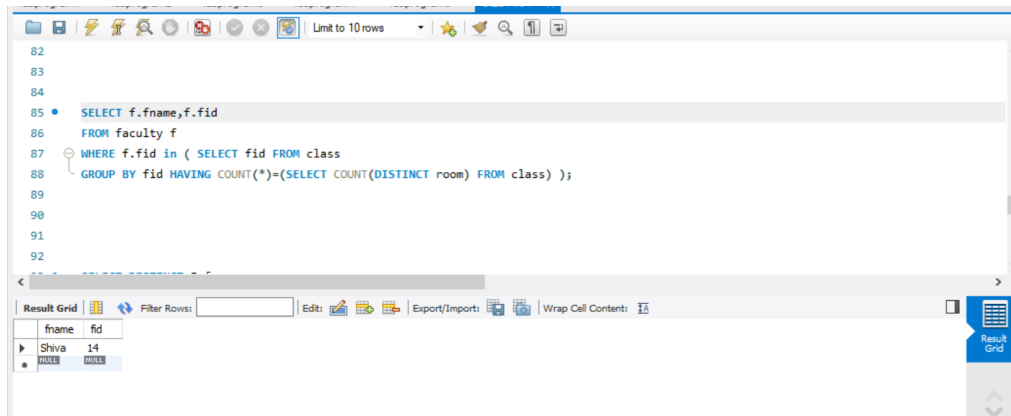 Limit to 10 rows
82
83
84
85 SELECT f.fname,f.fid
86 FROM faculty f
87 WHERE f.fid in ( SELECT fid FROM class
88 GROUP BY fid HAVING COUNT(*)=(SELECT COUNT(DISTINCT room) FROM class) );
89
90
91
92
Result Grid Filter Rows: Edit: Export/Import: Wrap Cell Content:
fname fid
Shiva 14
NULL NULL
Result
Grid